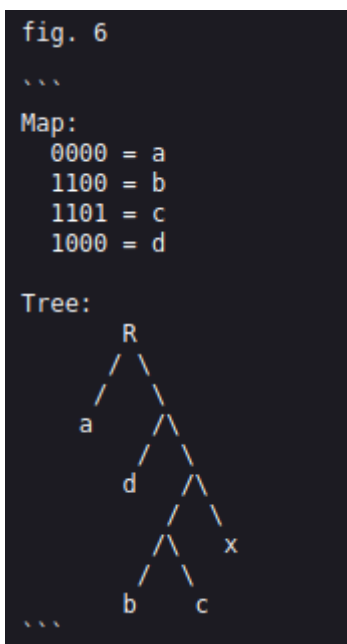 fig. 6
```
Map:
  0000 = a
  1100 = b
  1101 = c
  1000 = d

Tree:
       R
      / \
     /   \
    a    /\
        /  \
       d   /\
          /  \
         /\   x
        /  \
       b    c
```